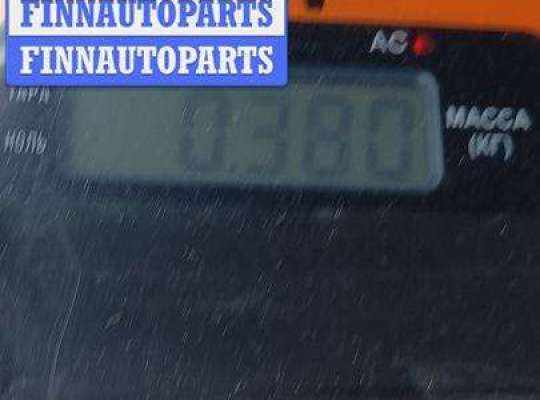 FINNAUTOPARTS
FINNAUTOPARTS
AC
ТАРА
НОЛЬ
0.380
МАССА
(КГ)